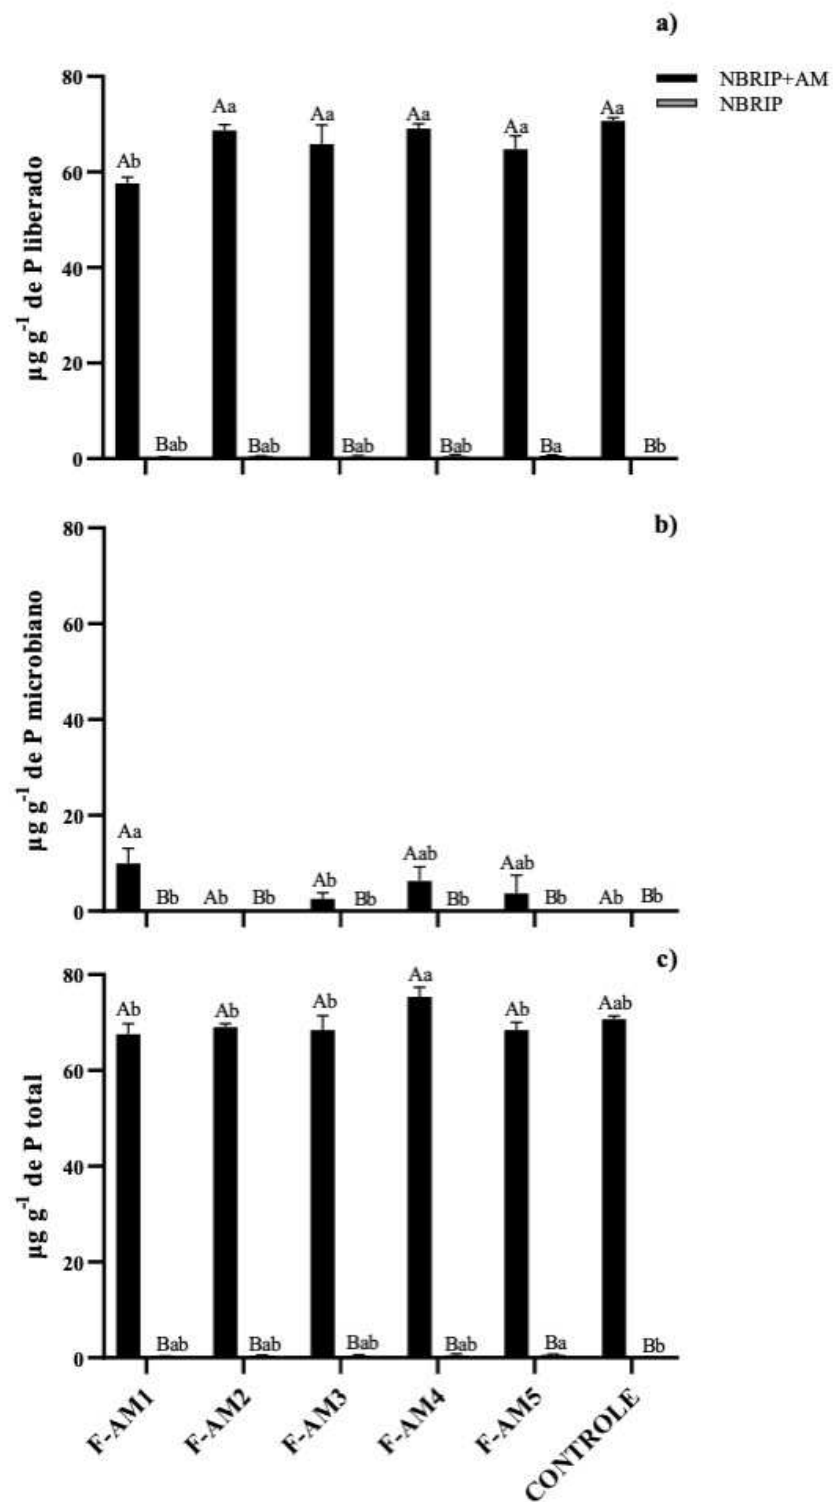 a)
NBRIP+AM
NBRIP
µg g-1 de P liberado
80
60
40
20
0
Ab
Aa
Aa
Aa
Aa
Aa
Bab
Bab
Bab
Bab
Ba
Bb
b)
µg g-1 de P microbiano
80
60
40
20
0
Aa
Bb
Ab
Bb
Ab
Bb
Aab
Bb
Aab
Bb
Ab
Bb
c)
µg g-1 de P total
80
60
40
20
0
Ab
Ab
Ab
Aa
Ab
Aab
Bab
Bab
Bab
Bab
Ba
Bb
F-AM1
F-AM2
F-AM3
F-AM4
F-AM5
CONTROLE